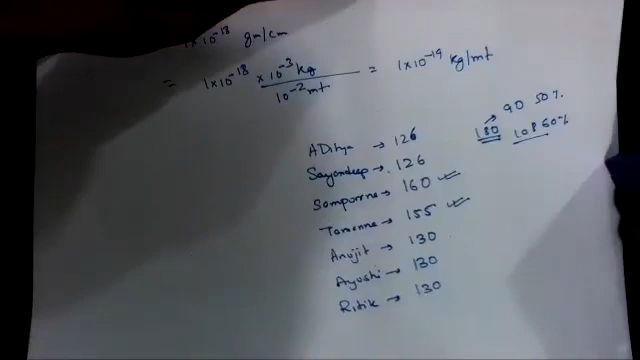 1×10⁻¹⁸ gm/cm
= 1×10⁻¹⁸ × 10⁻³ kg / 10⁻² mt = 1×10⁻¹⁹ kg/mt
→ 90 50%
180 108 60%
ADitya → 126
Sayandeep → 126
Sampurna → 160
Tamanna → 155
Anujit → 130
Ayushi → 130
Ritik → 130